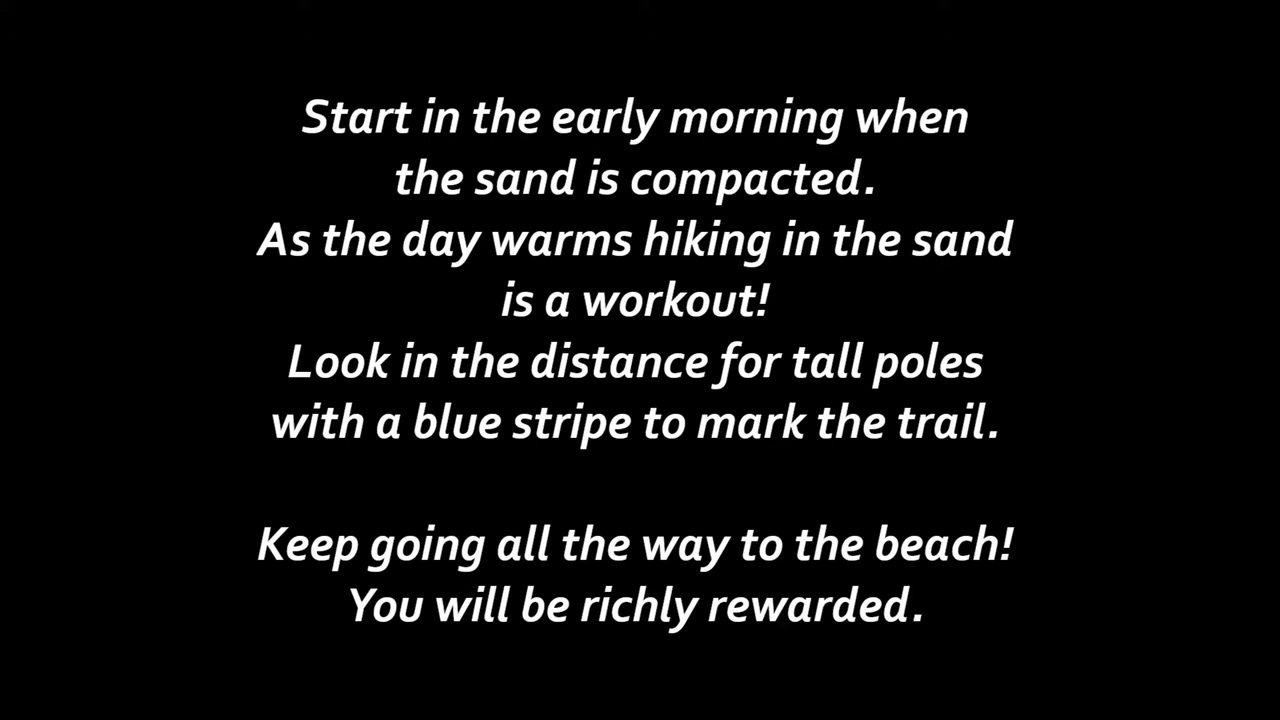 Start in the early morning when
the sand is compacted.
As the day warms hiking in the sand
is a workout!
Look in the distance for tall poles
with a blue stripe to mark the trail.
Keep going all the way to the beach!
You will be richly rewarded.